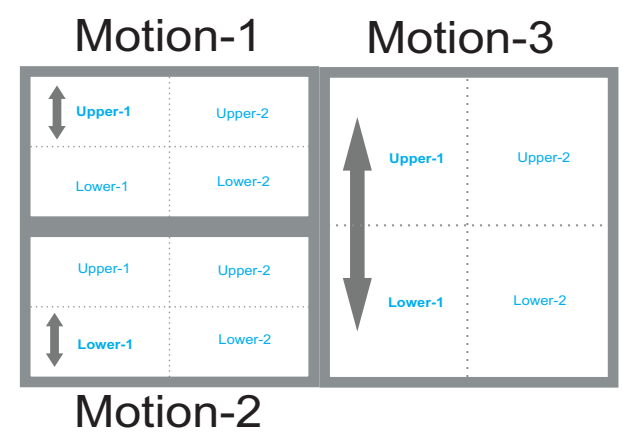 Motion-1
Motion-3
Upper-1
Upper-2
Lower-1
Lower-2
Upper-1
Upper-2
Lower-1
Lower-2
Upper-1
Upper-2
Lower-1
Lower-2
Motion-2